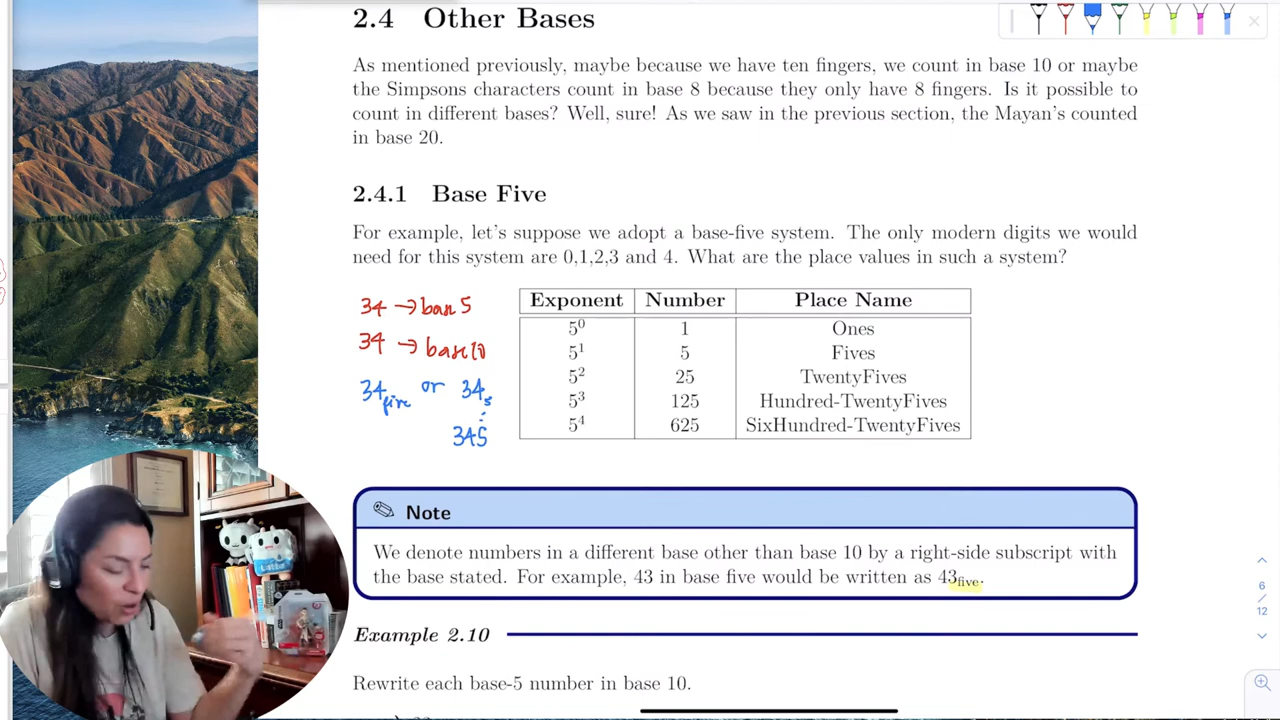 2.4 Other Bases
As mentioned previously, maybe because we have ten fingers, we count in base 10 or maybe
the Simpsons characters count in base 8 because they only have 8 fingers. Is it possible to
count in different bases? Well, sure! As we saw in the previous section, the Mayan's counted
in base 20.
2.4.1 Base Five
For example, let's suppose we adopt a base-five system. The only modern digits we would
need for this system are 0,1,2,3 and 4. What are the place values in such a system?
34 → base 5
34 → base 10
34five or 34₅
345
Exponent Number Place Name
5⁰ 1 Ones
5¹ 5 Fives
5² 25 TwentyFives
5³ 125 Hundred-TwentyFives
5⁴ 625 SixHundred-TwentyFives
Note
We denote numbers in a different base other than base 10 by a right-side subscript with
the base stated. For example, 43 in base five would be written as 43five.
Example 2.10
Rewrite each base-5 number in base 10.
6
/
12